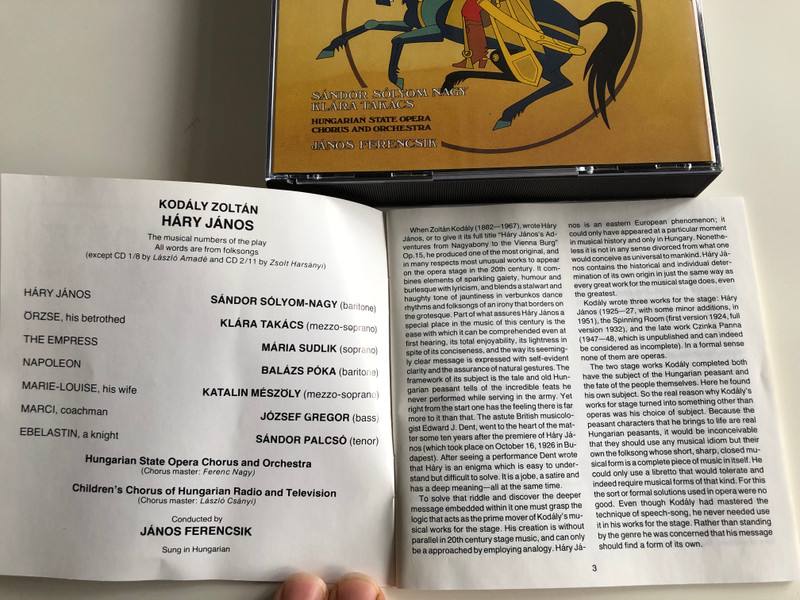 SÁNDOR SÓLYOM NAGY
KLARA TAKÁCS
HUNGARIAN STATE OPERA
CHORUS AND ORCHESTRA
JÁNOS FERENCSIK
KODÁLY ZOLTÁN
HÁRY JÁNOS
The musical numbers of the play
All words are from folksongs
(except CD 1/8 by László Amadé and CD 2/11 by Zsolt Harsányi)
HÁRY JÁNOS SÁNDOR SÓLYOM-NAGY (baritone)
ÖRZSE, his betrothed KLÁRA TAKÁCS (mezzo-soprano)
THE EMPRESS MÁRIA SUDLIK (soprano)
NAPOLEON BALÁZS PÓKA (baritone)
MARIE-LOUISE, his wife KATALIN MÉSZÖLY (mezzo-soprano)
MARCI, coachman JÓZSEF GREGOR (bass)
EBELASTIN, a knight SÁNDOR PALCSÓ (tenor)
Hungarian State Opera Chorus and Orchestra
(Chorus master: Ferenc Nagy)
Children's Chorus of Hungarian Radio and Television
(Chorus master: László Csányi)
Conducted by
JÁNOS FERENCSIK
Sung in Hungarian
When Zoltán Kodály (1882—1967), wrote Háry
János, or to give it its full title "Háry János's Ad-
ventures from Nagyabony to the Vienna Burg"
Op.15, he produced one of the most original, and
in many respects most unusual works to appear
on the opera stage in the 20th century. It com-
bines elements of sparkling gaiety, humour and
burlesque with lyricism, and blends a stalwart and
haughty tone of jauntiness in verbunkos dance
rhythms and folksongs of an irony that borders on
the grotesque. Part of what assures Háry János a
special place in the music of this century is the
ease with which it can be comprehended even at
first hearing, its total enjoyability, its lightness in
spite of its conciseness, and the way its seeming-
ly clear message is expressed with self-evident
clarity and the assurance of natural gestures. The
framework of its subject is the tale and old Hun-
garian peasant tells of the incredible feats he
never performed while serving in the army. Yet
right from the start one has the feeling there is far
more to it than that. The astute British musicolo-
gist Edward J. Dent, went to the heart of the mat-
ter some ten years after the premiere of Háry Já-
nos (which took place on October 16, 1926 in Bu-
dapest). After seeing a performance Dent wrote
that Háry is an enigma which is easy to under-
stand but difficult to solve. It is a jobe, a satire and
has a deep meaning—all at the same time.
To solve that riddle and discover the deeper
message embedded within it one must grasp the
logic that acts as the prime mover of Kodály's mu-
sical works for the stage. His creation is without
parallel in 20th century stage music, and can only
be a approached by employing analogy. Háry Já-
nos is an eastern European phenomenon; it
could only have appeared at a particular moment
in musical history and only in Hungary. Nonethe-
less it is not in any sense divorced from what one
would conceive as universal to mankind. Háry Já-
nos contains the historical and individual deter-
mination of its own origin in just the same way as
every great work for the musical stage does, even
the greatest.
Kodály wrote three works for the stage: Háry
János (1925—27, with some minor additions, in
1951), the Spinning Room (first version 1924, full
version 1932), and the late work Czinka Panna
(1947—48, which is unpublished and can indeed
be considered as incomplete). In a formal sense
none of them are operas.
The two stage works Kodály completed both
have the subject of the Hungarian peasant and
the fate of the people themselves. Here he found
his own subject. So the real reason why Kodály's
works for stage turned into something other than
operas was his choice of subject. Because the
peasant characters that he brings to life are real
Hungarian peasants, it would be inconceivable
that they should use any musical idiom but their
own the folksong whose short, sharp, closed mu-
sical form is a complete piece of music in itself. He
could only use a libretto that would tolerate and
indeed require musical forms of that kind. For this
the sort or formal solutions used in opera were no
good. Even though Kodály had mastered the
technique of speech-song, he never needed use
it in his works for the stage. Rather than standing
by the genre he was concerned that his message
should find a form of its own.
3